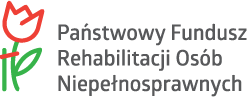 Państwowy Fundusz
Rehabilitacji Osób
Niepełnosprawnych